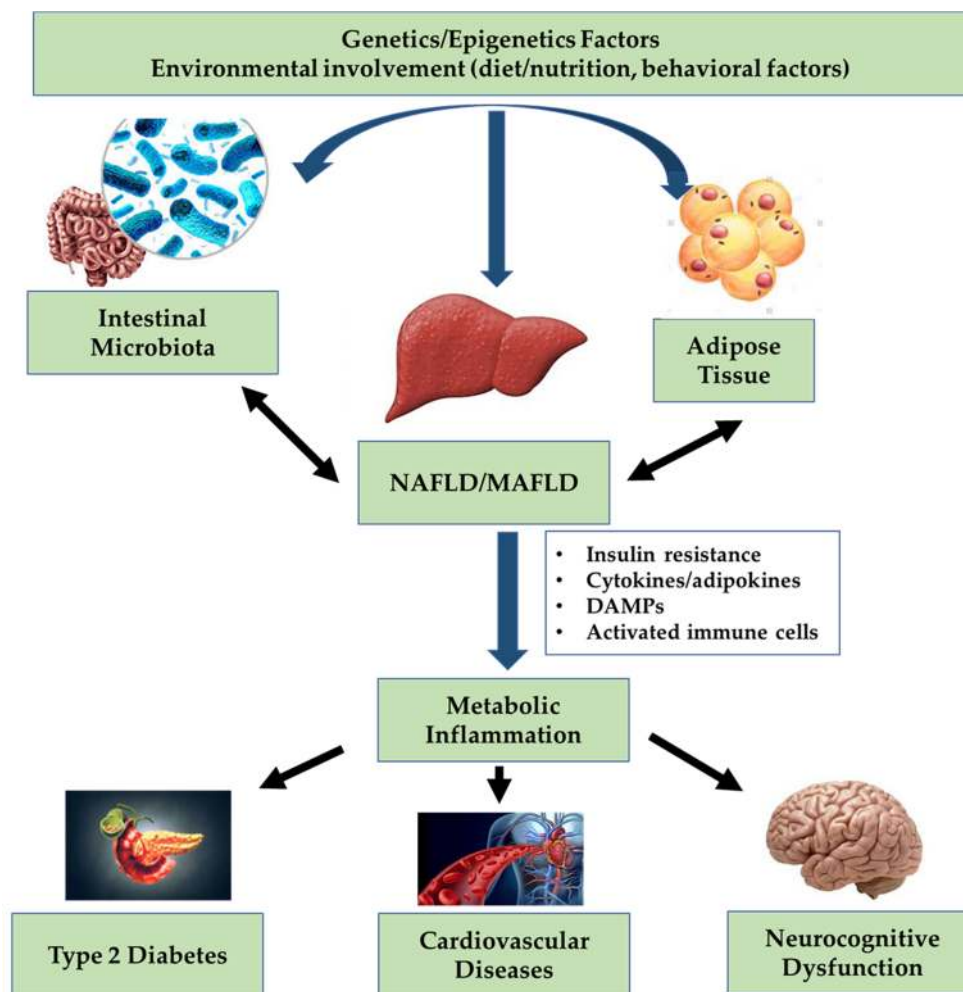 Genetics/Epigenetics Factors
Environmental involvement (diet/nutrition, behavioral factors)
Intestinal
Microbiota
Adipose
Tissue
NAFLD/MAFLD
• Insulin resistance
• Cytokines/adipokines
• DAMPs
• Activated immune cells
Metabolic
Inflammation
Type 2 Diabetes
Cardiovascular
Diseases
Neurocognitive
Dysfunction